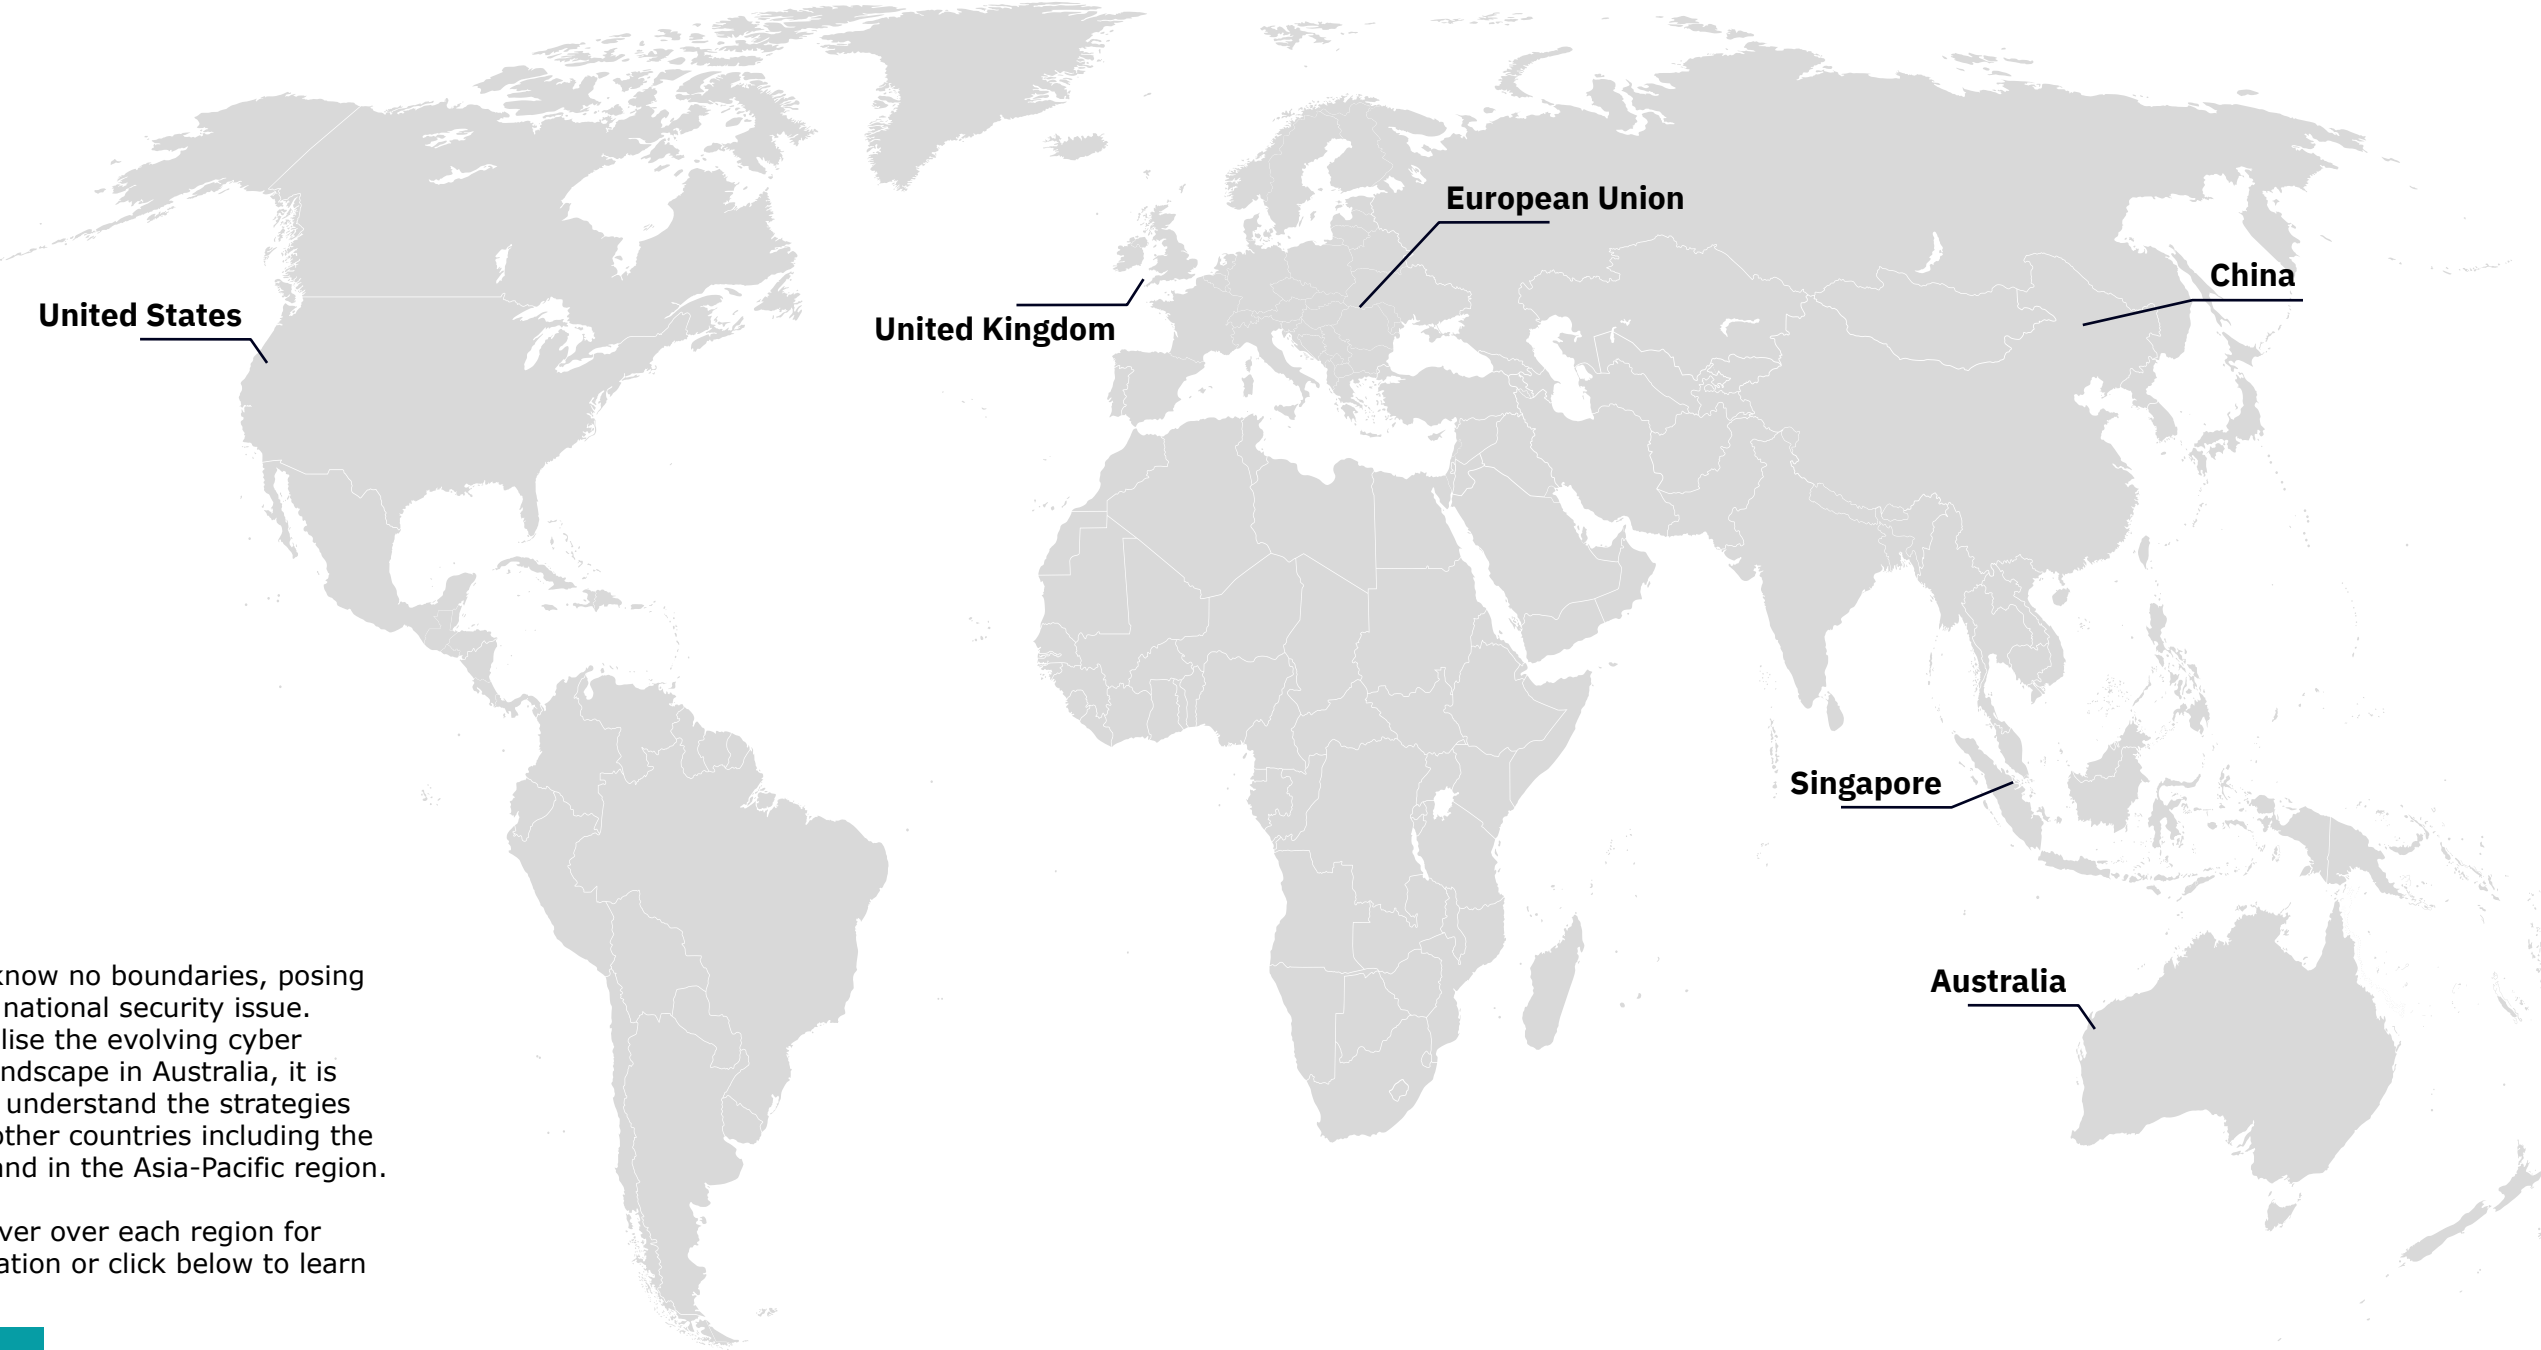 European Union
China
United States
United Kingdom
Singapore
Australia
know no boundaries, posing
national security issue.
lise the evolving cyber
ndscape in Australia, it is
understand the strategies
other countries including the
and in the Asia-Pacific region.
ver over each region for
ation or click below to learn